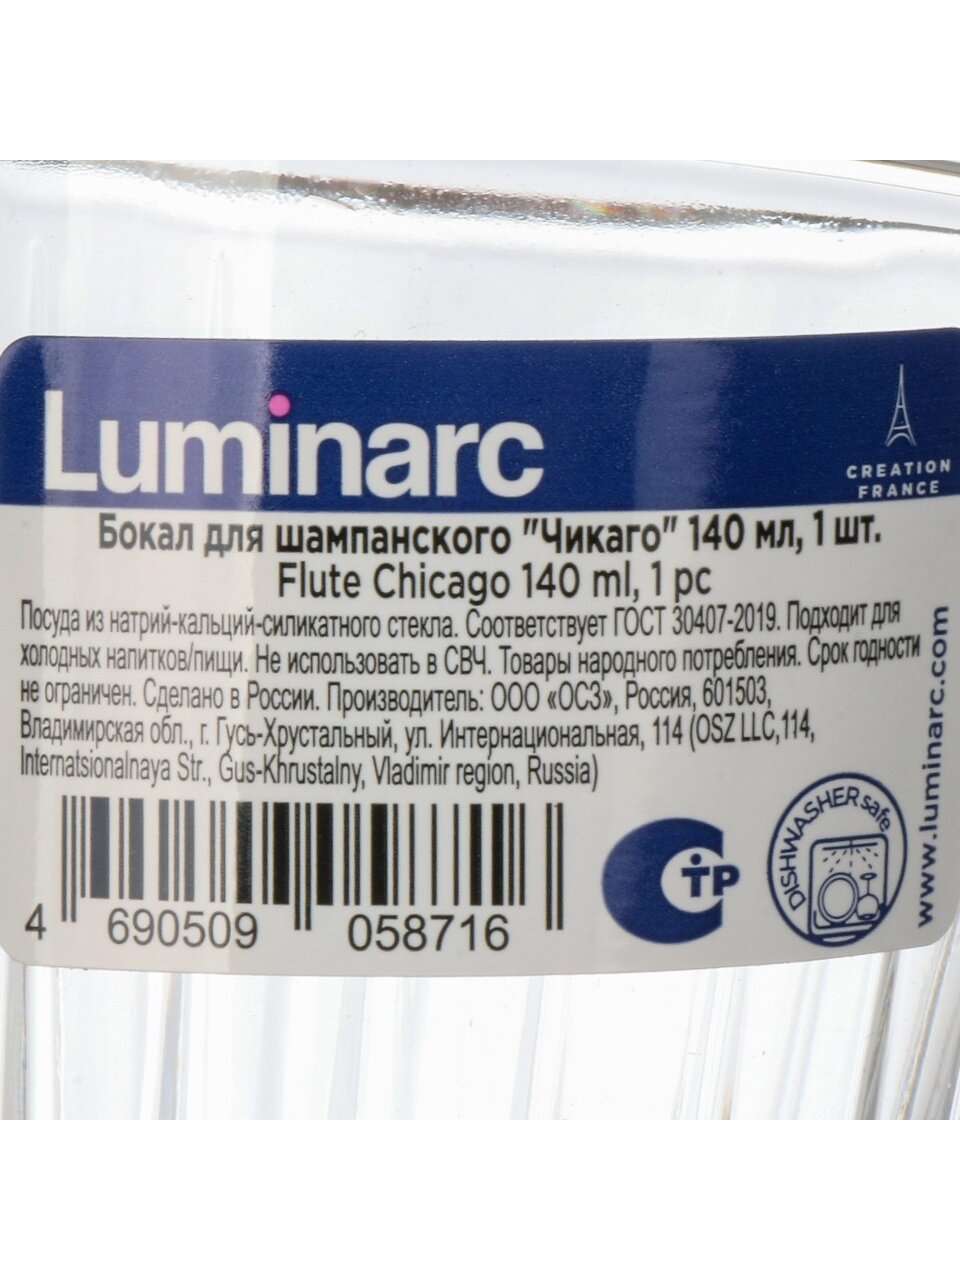 Luminarc
CREATION
FRANCE
Бокал для шампанского "Чикаго" 140 мл, 1 шт.
Flute Chicago 140 ml, 1 pc
Посуда из натрий-кальций-силикатного стекла. Соответствует ГОСТ 30407-2019. Подходит для
холодных напитков/пищи. Не использовать в СВЧ. Товары народного потребления. Срок годности
не ограничен. Сделано в России. Производитель: ООО «ОСЗ», Россия, 601503,
Владимирская обл., г. Гусь-Хрустальный, ул. Интернациональная, 114 (OSZ LLC,114,
Internatsionalnaya Str., Gus-Khrustalny, Vladimir region, Russia)
4 690509 058716
СТР
DISHWASHER safe
www.luminarc.com